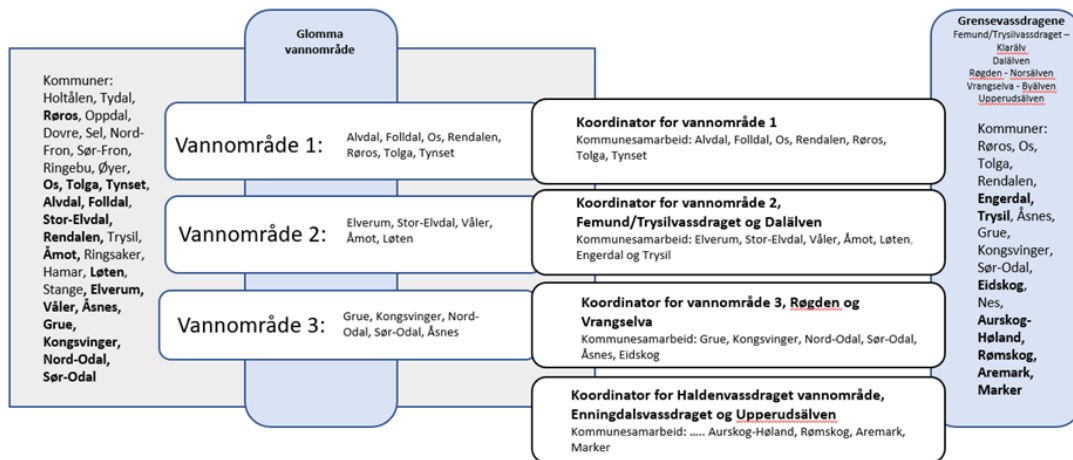 Glomma
vannområde
Kommuner:
Holtålen, Tydal,
Røros, Oppdal,
Dovre, Sel, Nord-
Fron, Sør-Fron,
Ringebu, Øyer,
Os, Tolga, Tynset,
Alvdal, Folldal,
Stor-Elvdal,
Rendalen, Trysil,
Åmot, Ringsaker,
Hamar, Løten,
Stange, Elverum,
Våler, Åsnes,
Grue,
Kongsvinger,
Nord-Odal,
Sør-Odal
Vannområde 1:
Alvdal, Folldal, Os, Rendalen,
Røros, Tolga, Tynset
Vannområde 2:
Elverum, Stor-Elvdal, Våler,
Åmot, Løten
Vannområde 3:
Grue, Kongsvinger, Nord-
Odal, Sør-Odal, Åsnes
Koordinator for vannområde 1
Kommunesamarbeid: Alvdal, Folldal, Os, Rendalen, Røros,
Tolga, Tynset
Koordinator for vannområde 2,
Femund/Trysilvassdraget og Dalälven
Kommunesamarbeid: Elverum, Stor-Elvdal, Våler, Åmot, Løten,
Engerdal og Trysil
Koordinator for vannområde 3, Røgden og
Vrangselva
Kommunesamarbeid: Grue, Kongsvinger, Nord-Odal, Sør-Odal,
Åsnes, Eidskog
Koordinator for Haldenvassdraget vannområde,
Enningdalsvassdraget og Upperudsälven
Kommunesamarbeid: ..... Aurskog-Høland, Rømskog, Aremark,
Marker
Grensevassdragene
Femund/Trysilvassdraget –
Klarälv
Dalälven
Røgden - Norsälven
Vrangselva - Byälven
Upperudsälven
Kommuner:
Røros, Os,
Tolga,
Rendalen,
Engerdal,
Trysil, Åsnes,
Grue,
Kongsvinger,
Sør-Odal,
Eidskog,
Nes,
Aurskog-
Høland,
Rømskog,
Aremark,
Marker